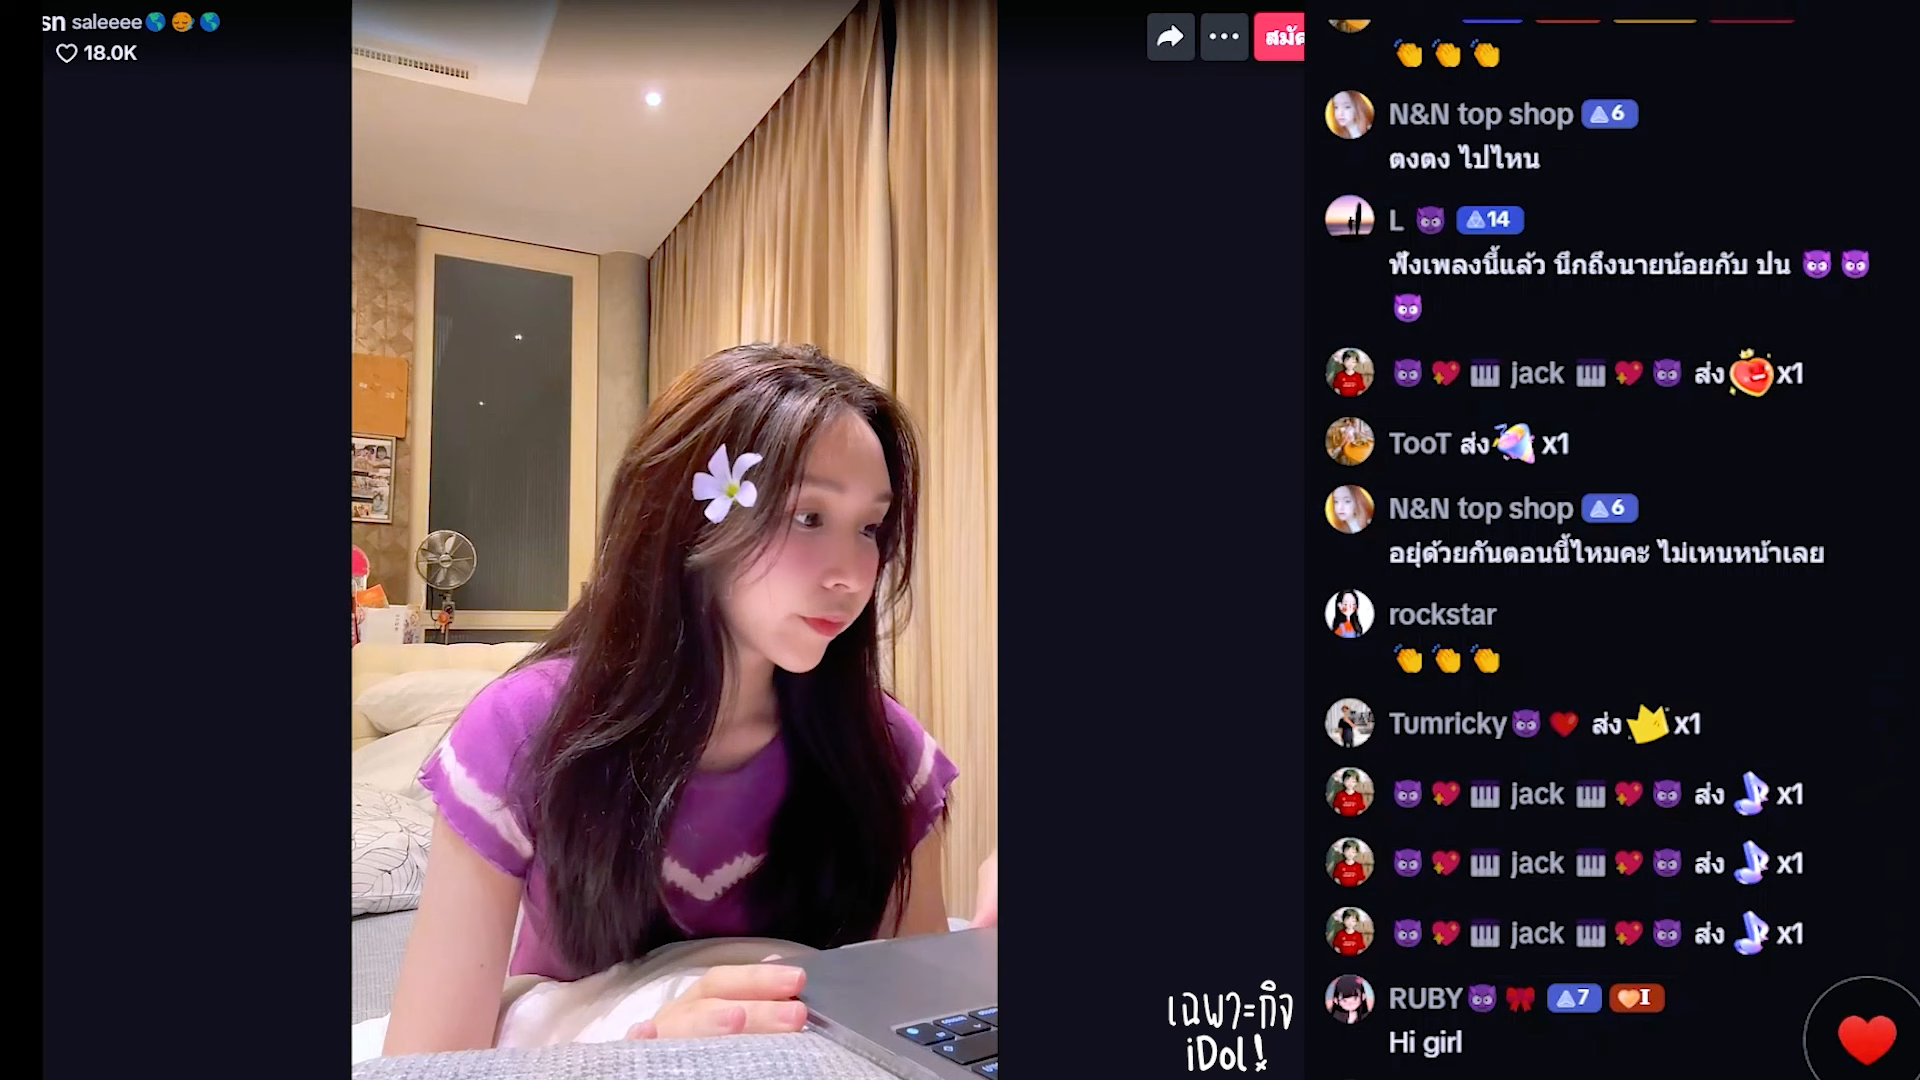 sn saleeee
18.0K
สมัค
N&N top shop 6
ตงตง ไปไหน
L 14
ฟังเพลงนี้แล้ว นึกถึงนายน้อยกับ ปน
jack ส่ง x1
TooT ส่ง x1
N&N top shop 6
อยุ่ด้วยกันตอนนี้ไหมคะ ไม่เหนหน้าเลย
rockstar
Tumricky ส่ง x1
jack ส่ง x1
jack ส่ง x1
jack ส่ง x1
RUBY 7 I
Hi girl
เฉพาะกิจ
iDol!